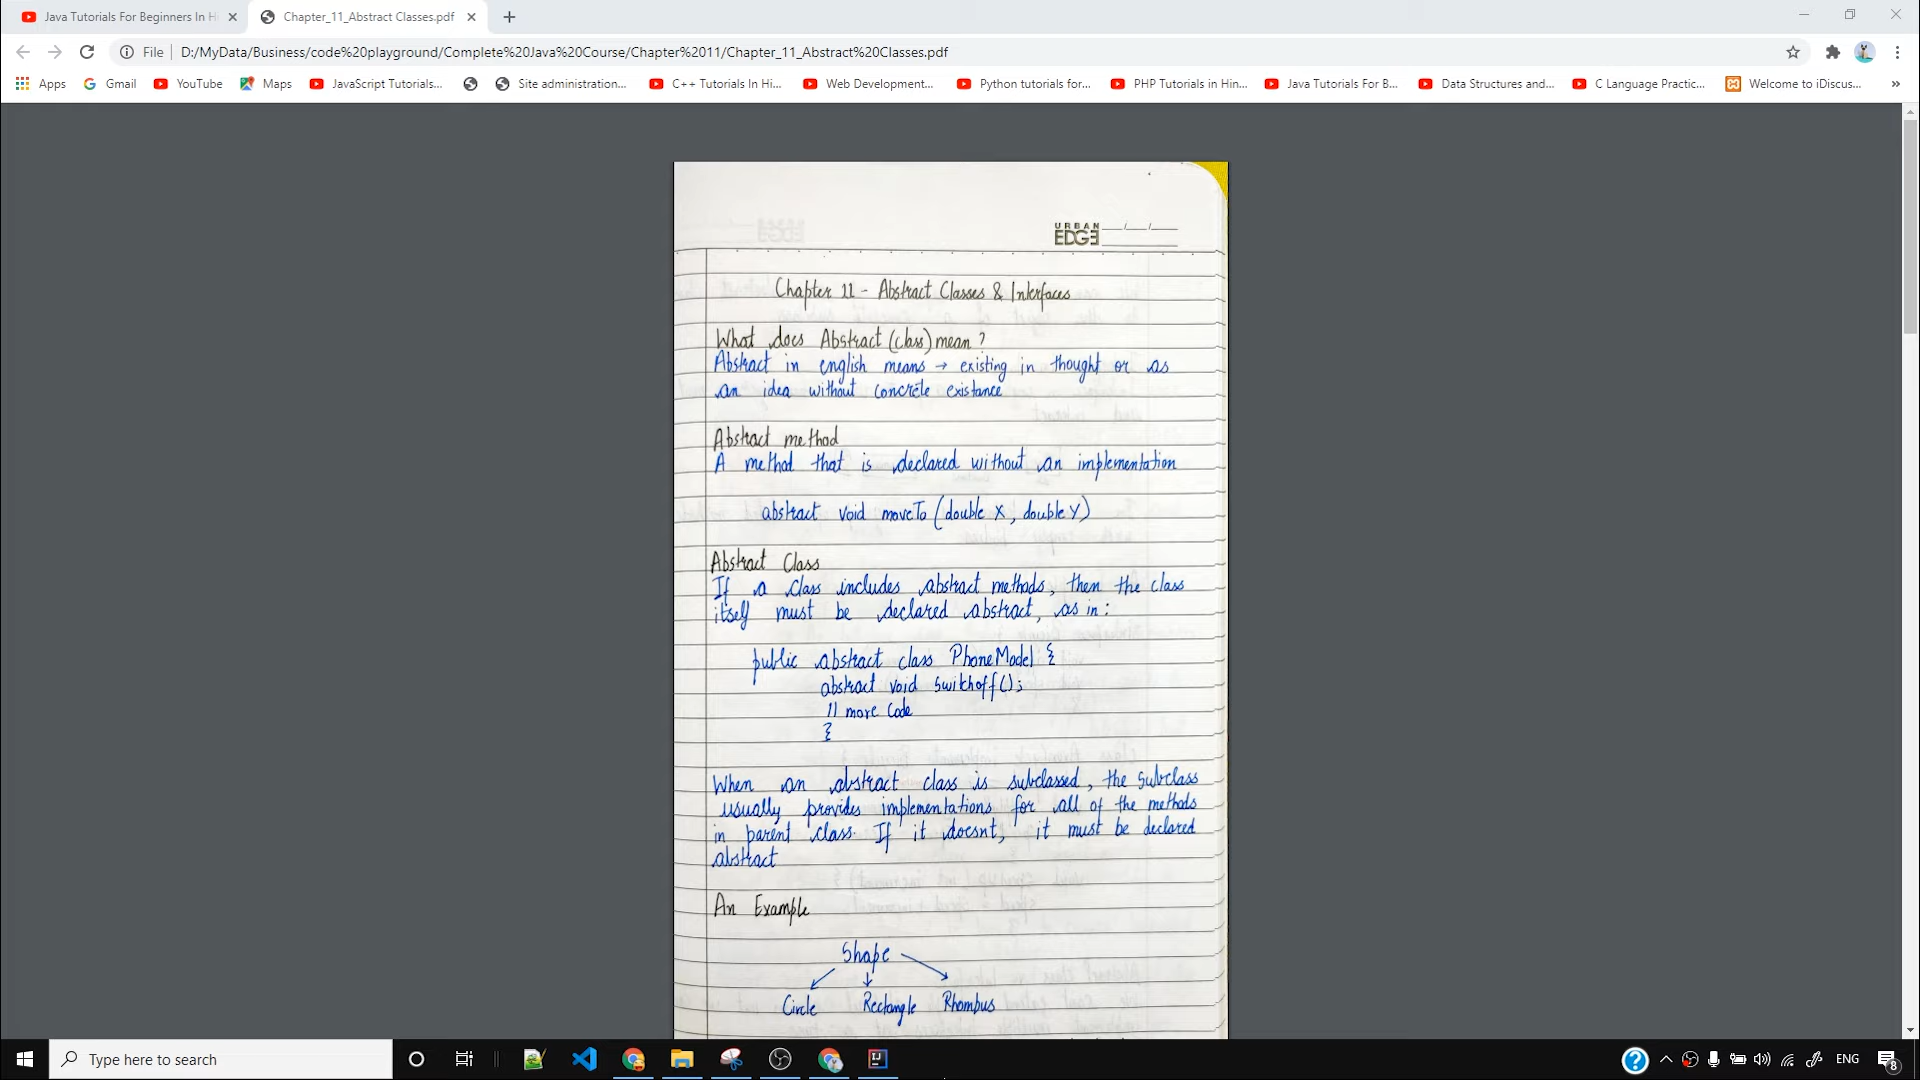 Java Tutorials For Beginners In H
Chapter_11_Abstract Classes.pdf
File
D:/MyData/Business/code%20playground/Complete%20Java%20Course/Chapter%2011/Chapter_11_Abstract%20Classes.pdf
Apps
Gmail
YouTube
Maps
JavaScript Tutorials...
Site administration...
C++ Tutorials In Hi...
Web Development...
Python tutorials for...
PHP Tutorials in Hin...
Java Tutorials For B...
Data Structures and...
C Language Practic...
Welcome to iDiscus...
»
URBAN
EDGE
Chapter 11 - Abstract Classes & Interfaces
What does Abstract (class) mean ?
Abstract in english means → existing in thought or as
an idea without concrete existance
Abstract method
A method that is declared without an implementation
abstract void moveTo (double X, double Y)
Abstract Class
If a class includes abstract methods, then the class
itself must be declared abstract, as in :
public abstract class PhoneModel {
abstract void switchoff();
// more code
}
When an abstract class is subclassed, the subclass
usually provides implementations for all of the methods
in parent class. If it doesnt, it must be declared
abstract
An Example
Shape
Circle Rectangle Rhombus
Type here to search
ENG
8